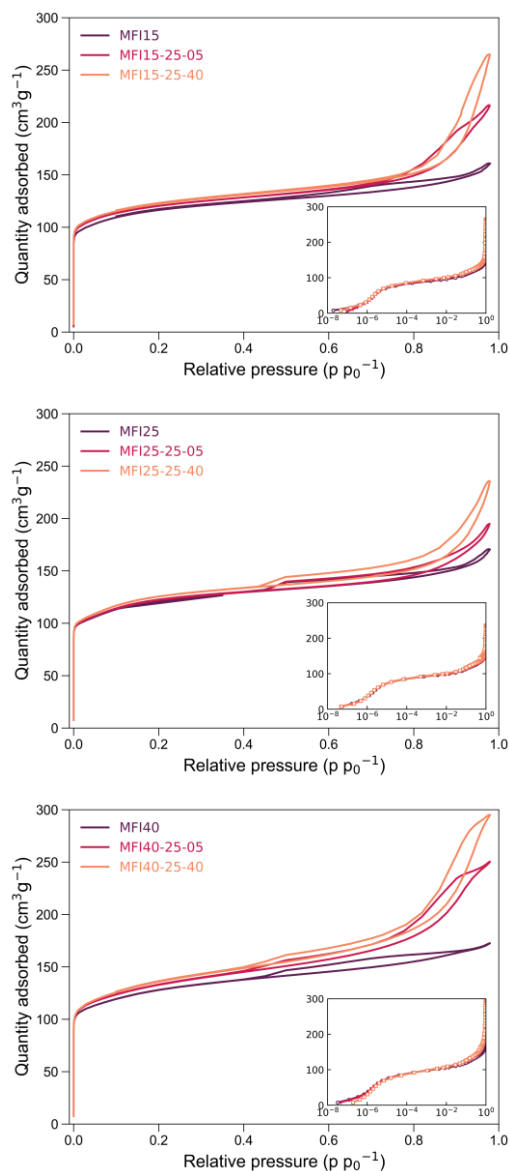 300
MFI15
MFI15-25-05
MFI15-25-40
250
200
150
100
50
0
Quantity adsorbed (cm³g⁻¹)
300
200
100
0
10⁻⁸ 10⁻⁶ 10⁻⁴ 10⁻² 10⁰
0.0 0.2 0.4 0.6 0.8 1.0
Relative pressure (p p₀⁻¹)
300
MFI25
MFI25-25-05
MFI25-25-40
250
200
150
100
50
0
Quantity adsorbed (cm³g⁻¹)
300
200
100
0
10⁻⁸ 10⁻⁶ 10⁻⁴ 10⁻² 10⁰
0.0 0.2 0.4 0.6 0.8 1.0
Relative pressure (p p₀⁻¹)
300
MFI40
MFI40-25-05
MFI40-25-40
250
200
150
100
50
0
Quantity adsorbed (cm³g⁻¹)
300
200
100
0
10⁻⁸ 10⁻⁶ 10⁻⁴ 10⁻² 10⁰
0.0 0.2 0.4 0.6 0.8 1.0
Relative pressure (p p₀⁻¹)